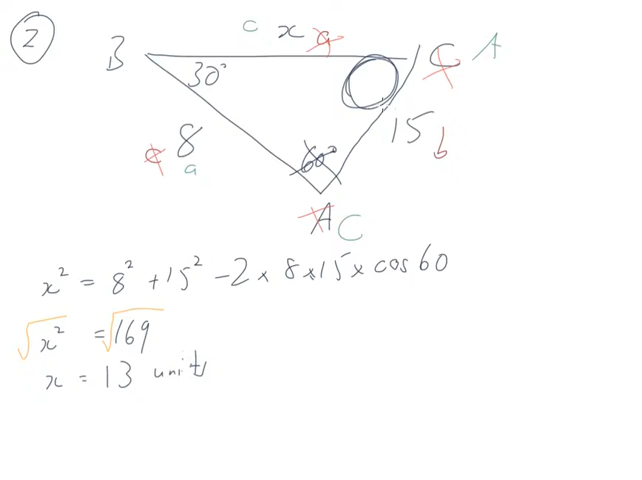 2
c x a
B C A
30°
8 15 b
c
a 60°
A C
x² = 8² + 15² - 2 × 8 × 15 × cos 60
√x² = √169
x = 13 units